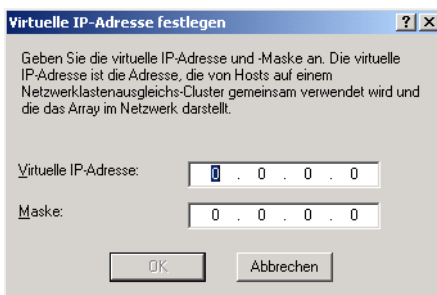 Virtuelle IP-Adresse festlegen
Geben Sie die virtuelle IP-Adresse und -Maske an. Die virtuelle
IP-Adresse ist die Adresse, die von Hosts auf einem
Netzwerklastenausgleichs-Cluster gemeinsam verwendet wird und
die das Array im Netzwerk darstellt.
Virtuelle IP-Adresse: 0 . 0 . 0 . 0
Maske: 0 . 0 . 0 . 0
OK Abbrechen